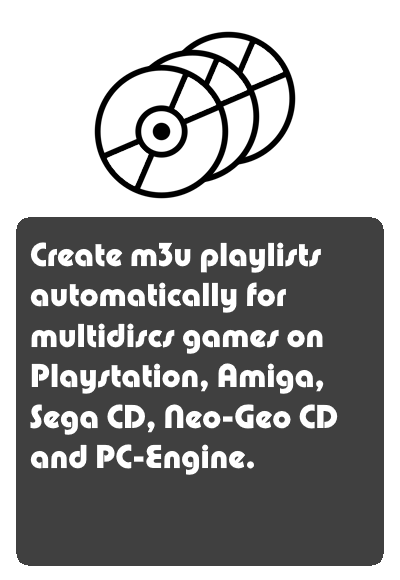 Create m3u playlists
automatically for
multidiscs games on
Playstation, Amiga,
Sega CD, Neo-Geo CD
and PC-Engine.